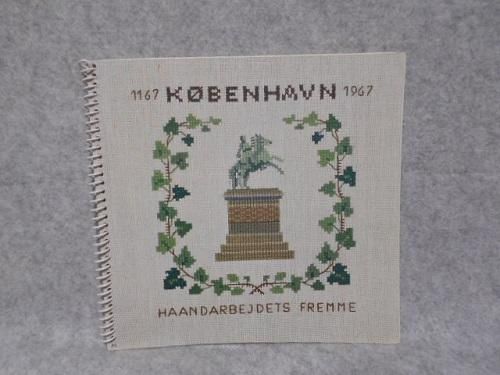 1167 KØBENHAVN 1967
HAANDARBEJDETS FREMME